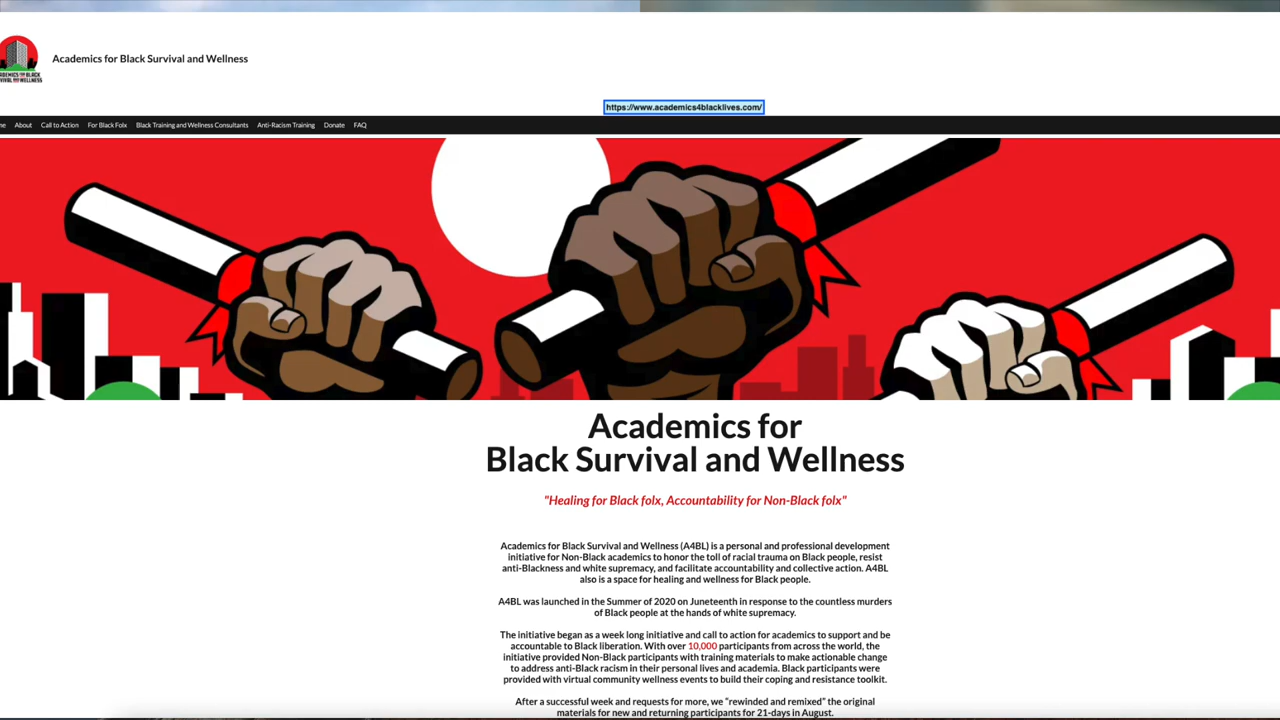 Academics for Black Survival and Wellness
ADEMICS FOR BLACK
VIVAL AND WELLNESS
https://www.academics4blacklives.com/
me About Call to Action For Black Folx Black Training and Wellness Consultants Anti-Racism Training Donate FAQ
Academics for
Black Survival and Wellness
"Healing for Black folx, Accountability for Non-Black folx"
Academics for Black Survival and Wellness (A4BL) is a personal and professional development
initiative for Non-Black academics to honor the toll of racial trauma on Black people, resist
anti-Blackness and white supremacy, and facilitate accountability and collective action. A4BL
also is a space for healing and wellness for Black people.
A4BL was launched in the Summer of 2020 on Juneteenth in response to the countless murders
of Black people at the hands of white supremacy.
The initiative began as a week long initiative and call to action for academics to support and be
accountable to Black liberation. With over 10,000 participants from across the world, the
initiative provided Non-Black participants with training materials to make actionable change
to address anti-Black racism in their personal lives and academia. Black participants were
provided with virtual community wellness events to build their coping and resistance toolkit.
After a successful week and requests for more, we “rewinded and remixed” the original
materials for new and returning participants for 21-days in August.